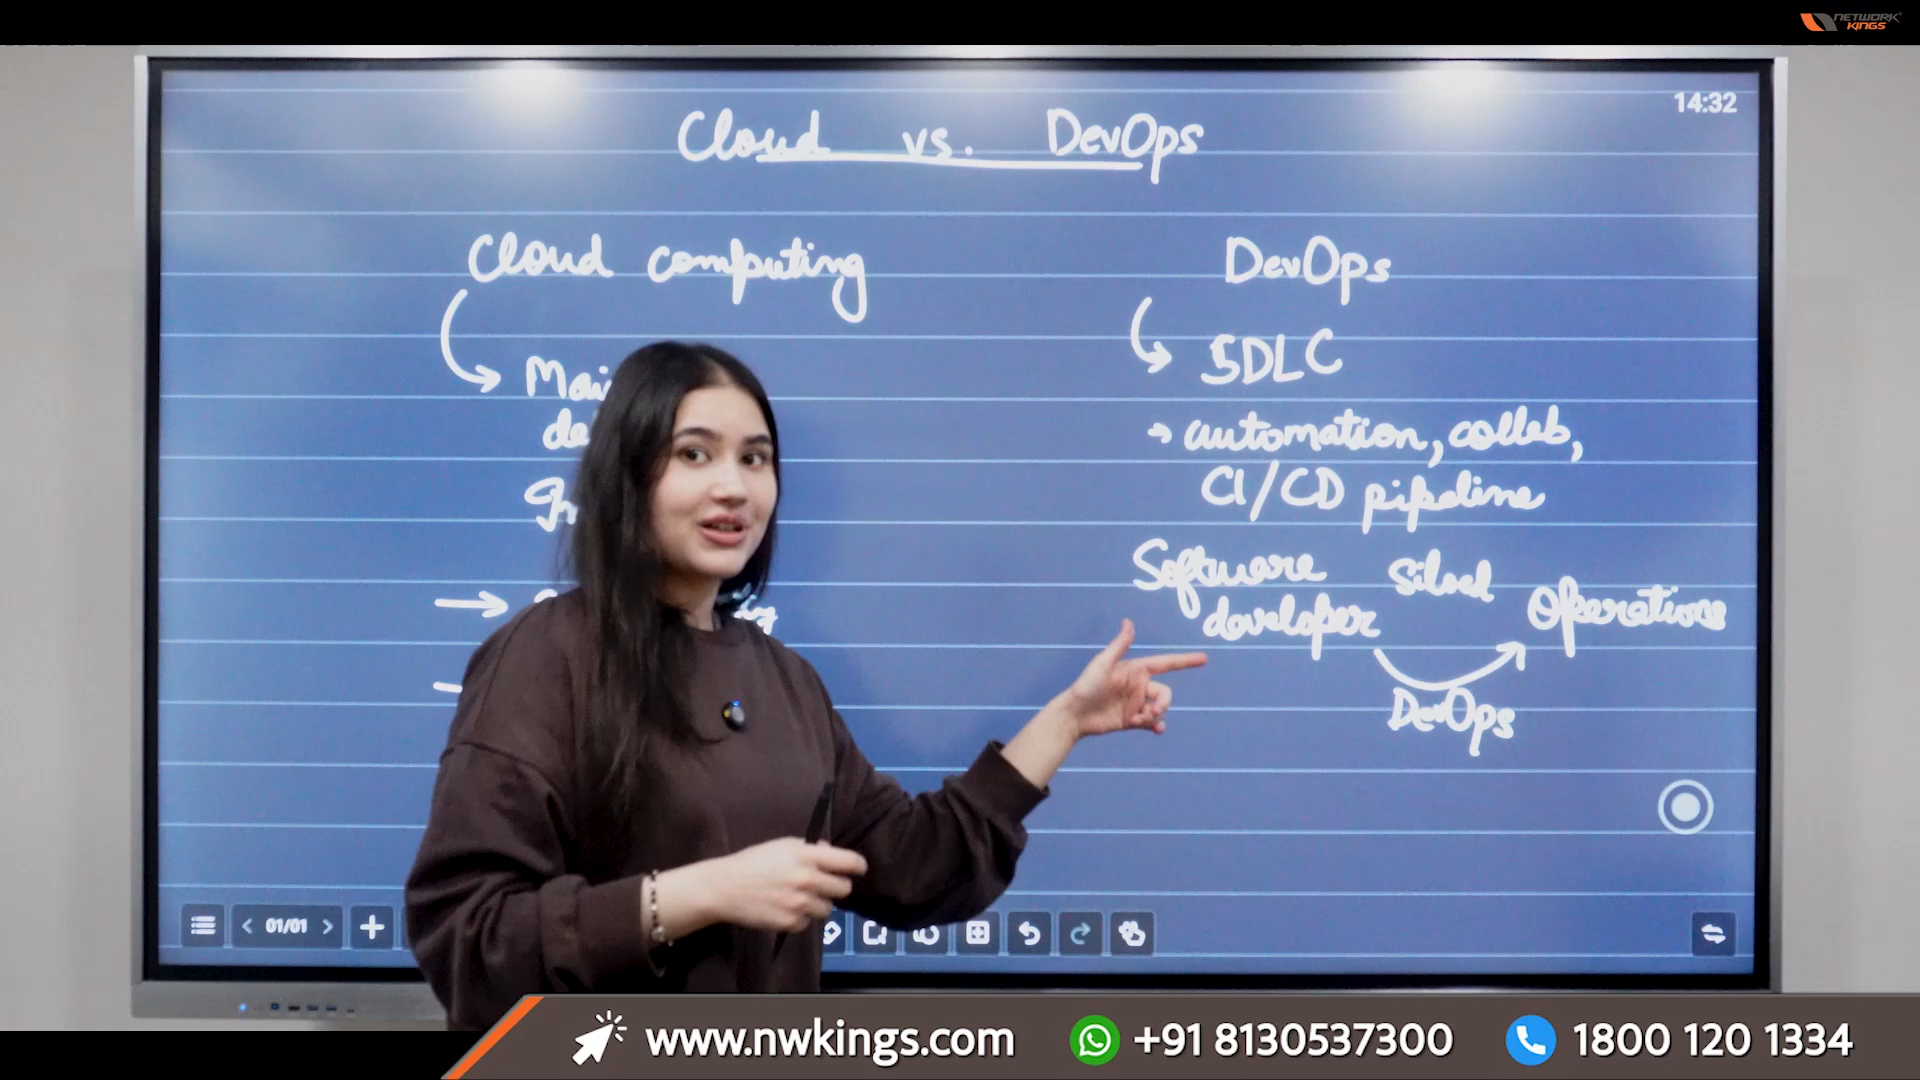 NETWORK
KINGS
14:32
Cloud vs. DevOps
Cloud computing
DevOps
SDLC
automation, collab,
CI/CD pipeline
Software
developer
Siloed
Operations
DevOps
01/01
www.nwkings.com
+91 8130537300
1800 120 1334